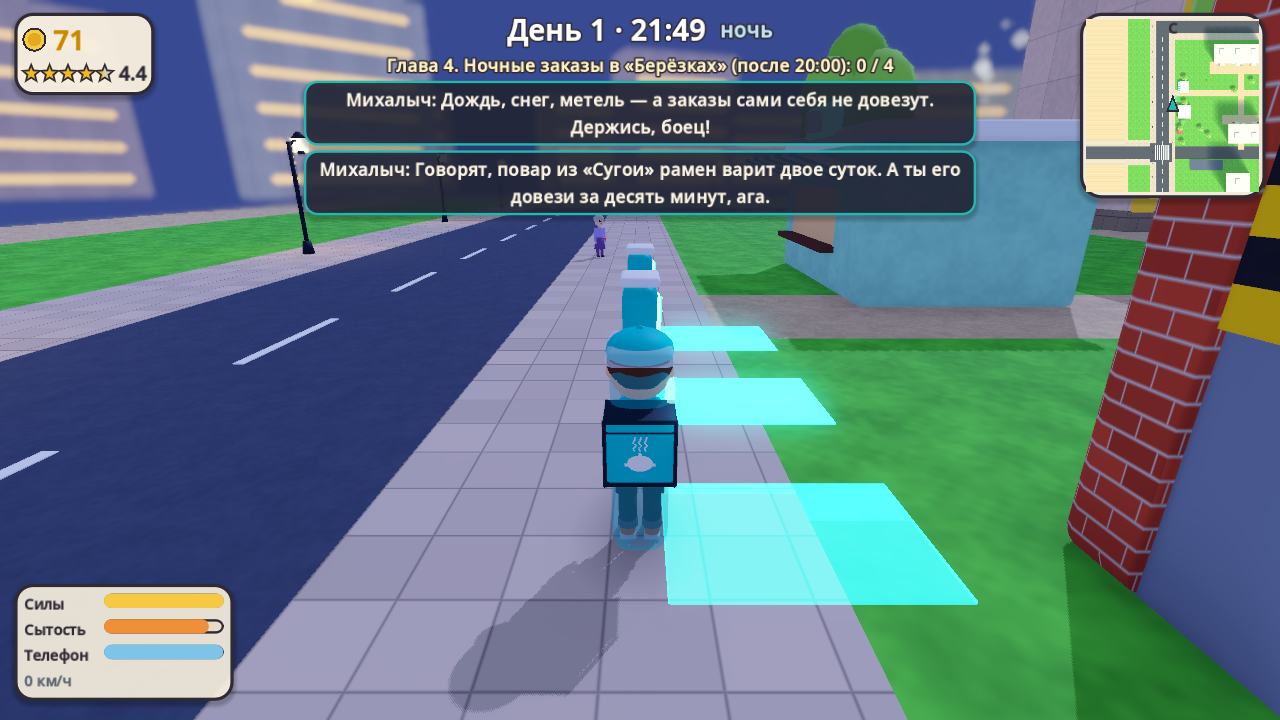 71
4.4
День 1 · 21:49 ночь
Глава 4. Ночные заказы в «Берёзках» (после 20:00): 0 / 4
Михалыч: Дождь, снег, метель — а заказы сами себя не довезут.
Держись, боец!
Михалыч: Говорят, повар из «Сугои» рамен варит двое суток. А ты его
довези за десять минут, ага.
С
Силы
Сытость
Телефон
0 км/ч